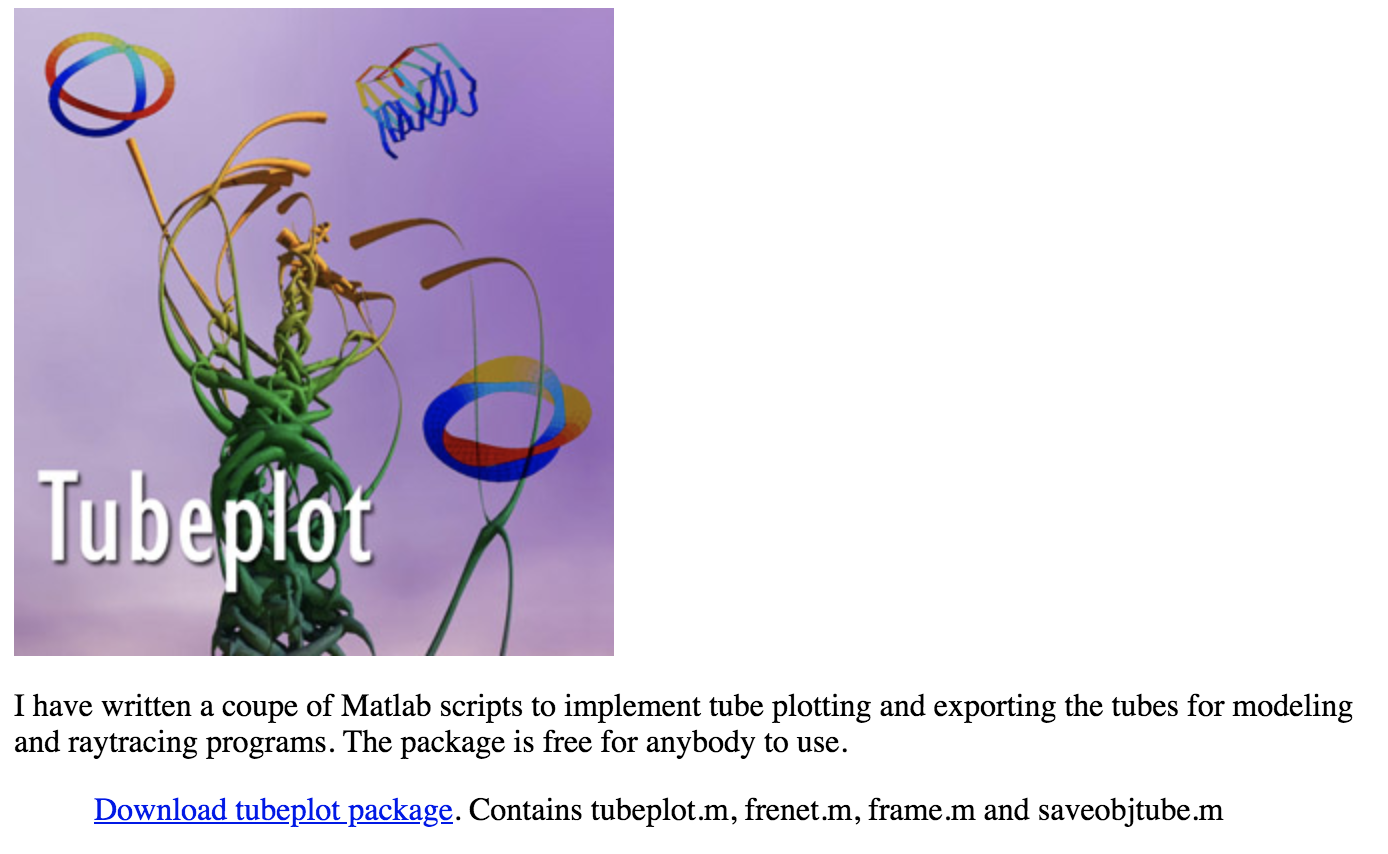 Tubeplot
I have written a coupe of Matlab scripts to implement tube plotting and exporting the tubes for modeling
and raytracing programs. The package is free for anybody to use.
Download tubeplot package. Contains tubeplot.m, frenet.m, frame.m and saveobjtube.m